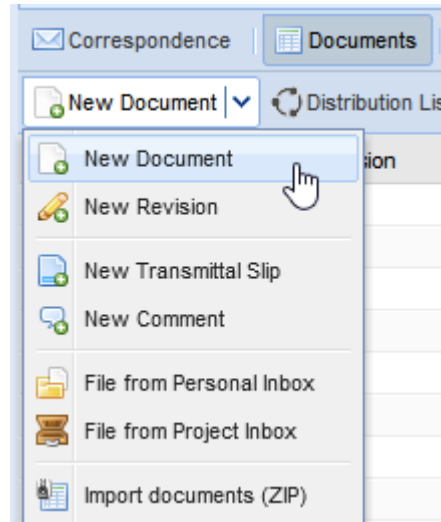 Correspondence
Documents
New Document
Distribution Lis
New Document
sion
New Revision
New Transmittal Slip
New Comment
File from Personal Inbox
File from Project Inbox
Import documents (ZIP)